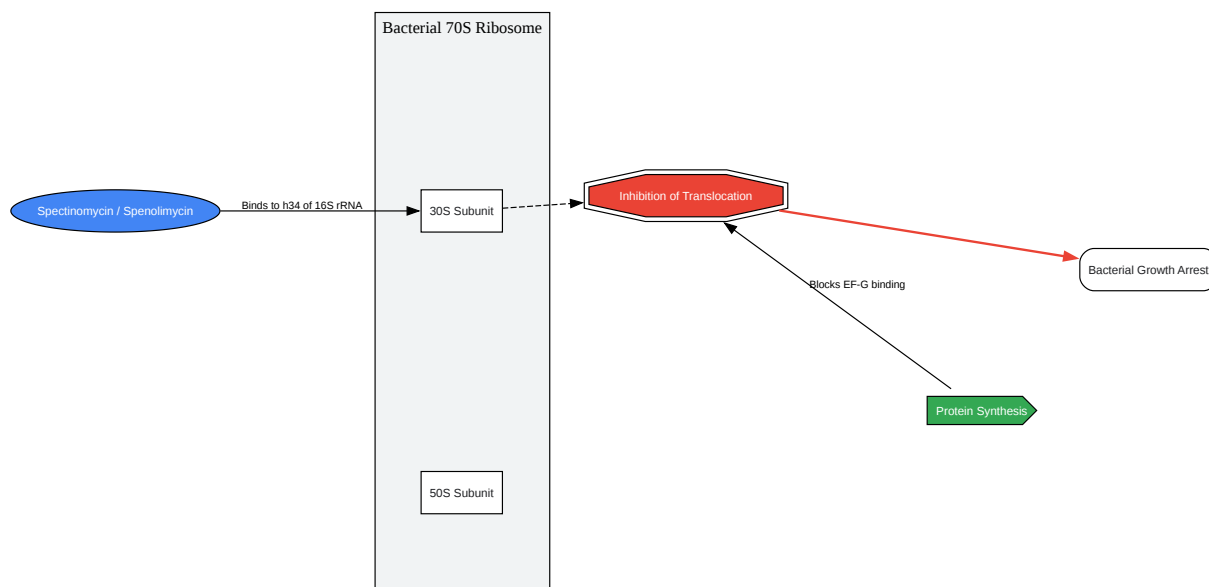 Bacterial 70S Ribosome
Spectinomycin / Spenolimycin
Binds to h34 of 16S rRNA
30S Subunit
Inhibition of Translocation
Bacterial Growth Arrest
Blocks EF-G binding
Protein Synthesis
50S Subunit